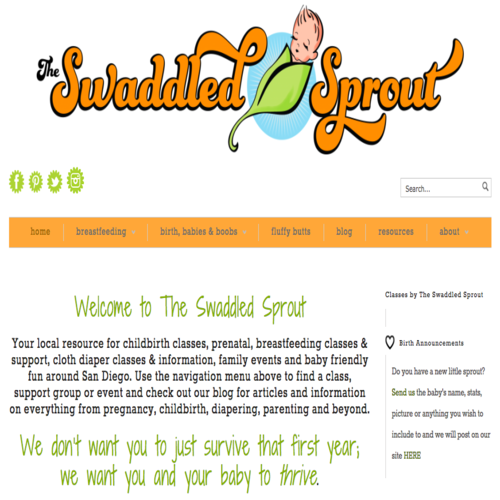 The Swaddled Sprout
Search...
home breastfeeding birth, babies & boobs fluffy butts blog resources about
Welcome to The Swaddled Sprout
Your local resource for childbirth classes, prenatal, breastfeeding classes &
support, cloth diaper classes & information, family events and baby friendly
fun around San Diego. Use the navigation menu above to find a class,
support group or event and check out our blog for articles and information
on everything from pregnancy, childbirth, diapering, parenting and beyond.
We don't want you to just survive that first year;
we want you and your baby to thrive.
Classes by The Swaddled Sprout
Birth Announcements
Do you have a new little sprout?
Send us the baby's name, stats,
picture or anything you wish to
include to and we will post on our
site HERE